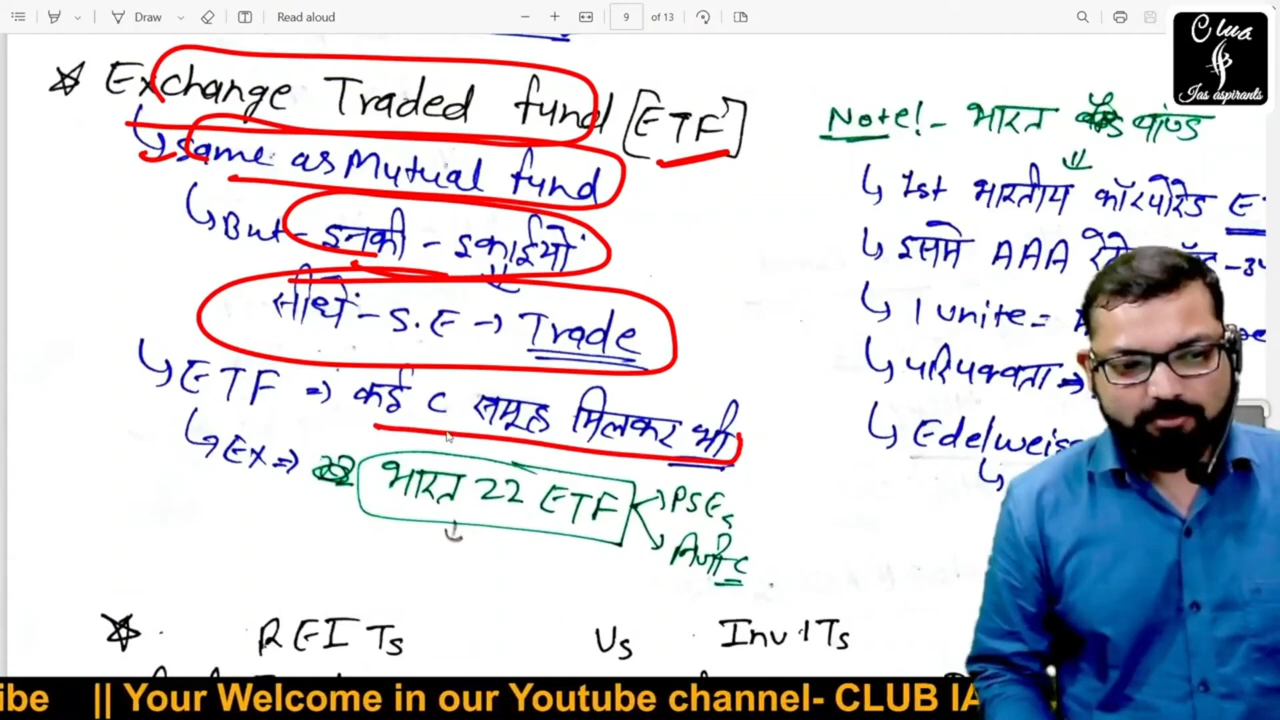 Draw
Read aloud
9
of 13
Club
Ias aspirants
Exchange Traded fund [ETF]
same as Mutual fund
But - इनकी - इकाईयों
सीधे - S.E → Trade
ETF ⇒ कई C समूह मिलकर भी
Ex ⇒ भारत 22 ETF
PSEs
REITs Vs InvITs
Note!- भारत बॉण्ड
1st भारतीय कॉरपोरेट
इसमे AAA
1 unite =
परिपक्वता ⇒
Edelweiss
ibe || Your Welcome in our Youtube channel- CLUB IA